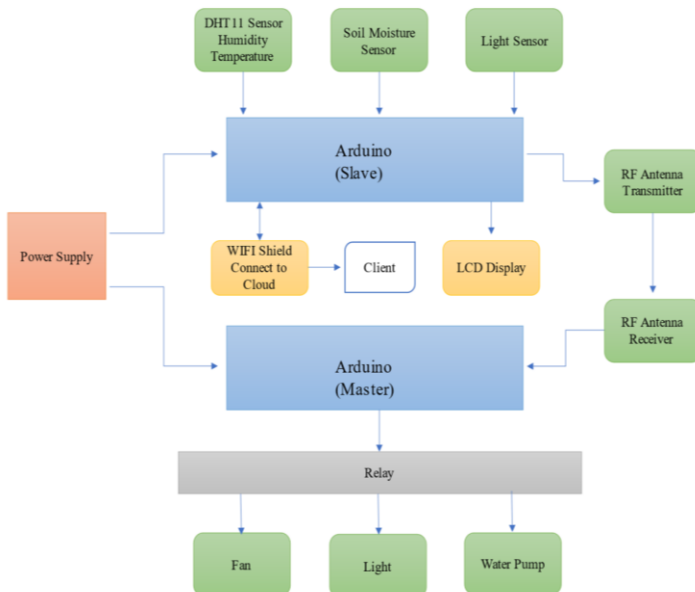 DHT11 Sensor
Humidity
Temperature
Soil Moisture
Sensor
Light Sensor
Arduino
(Slave)
RF Antenna
Transmitter
Power Supply
WIFI Shield
Connect to
Cloud
Client
LCD Display
RF Antenna
Receiver
Arduino
(Master)
Relay
Fan
Light
Water Pump